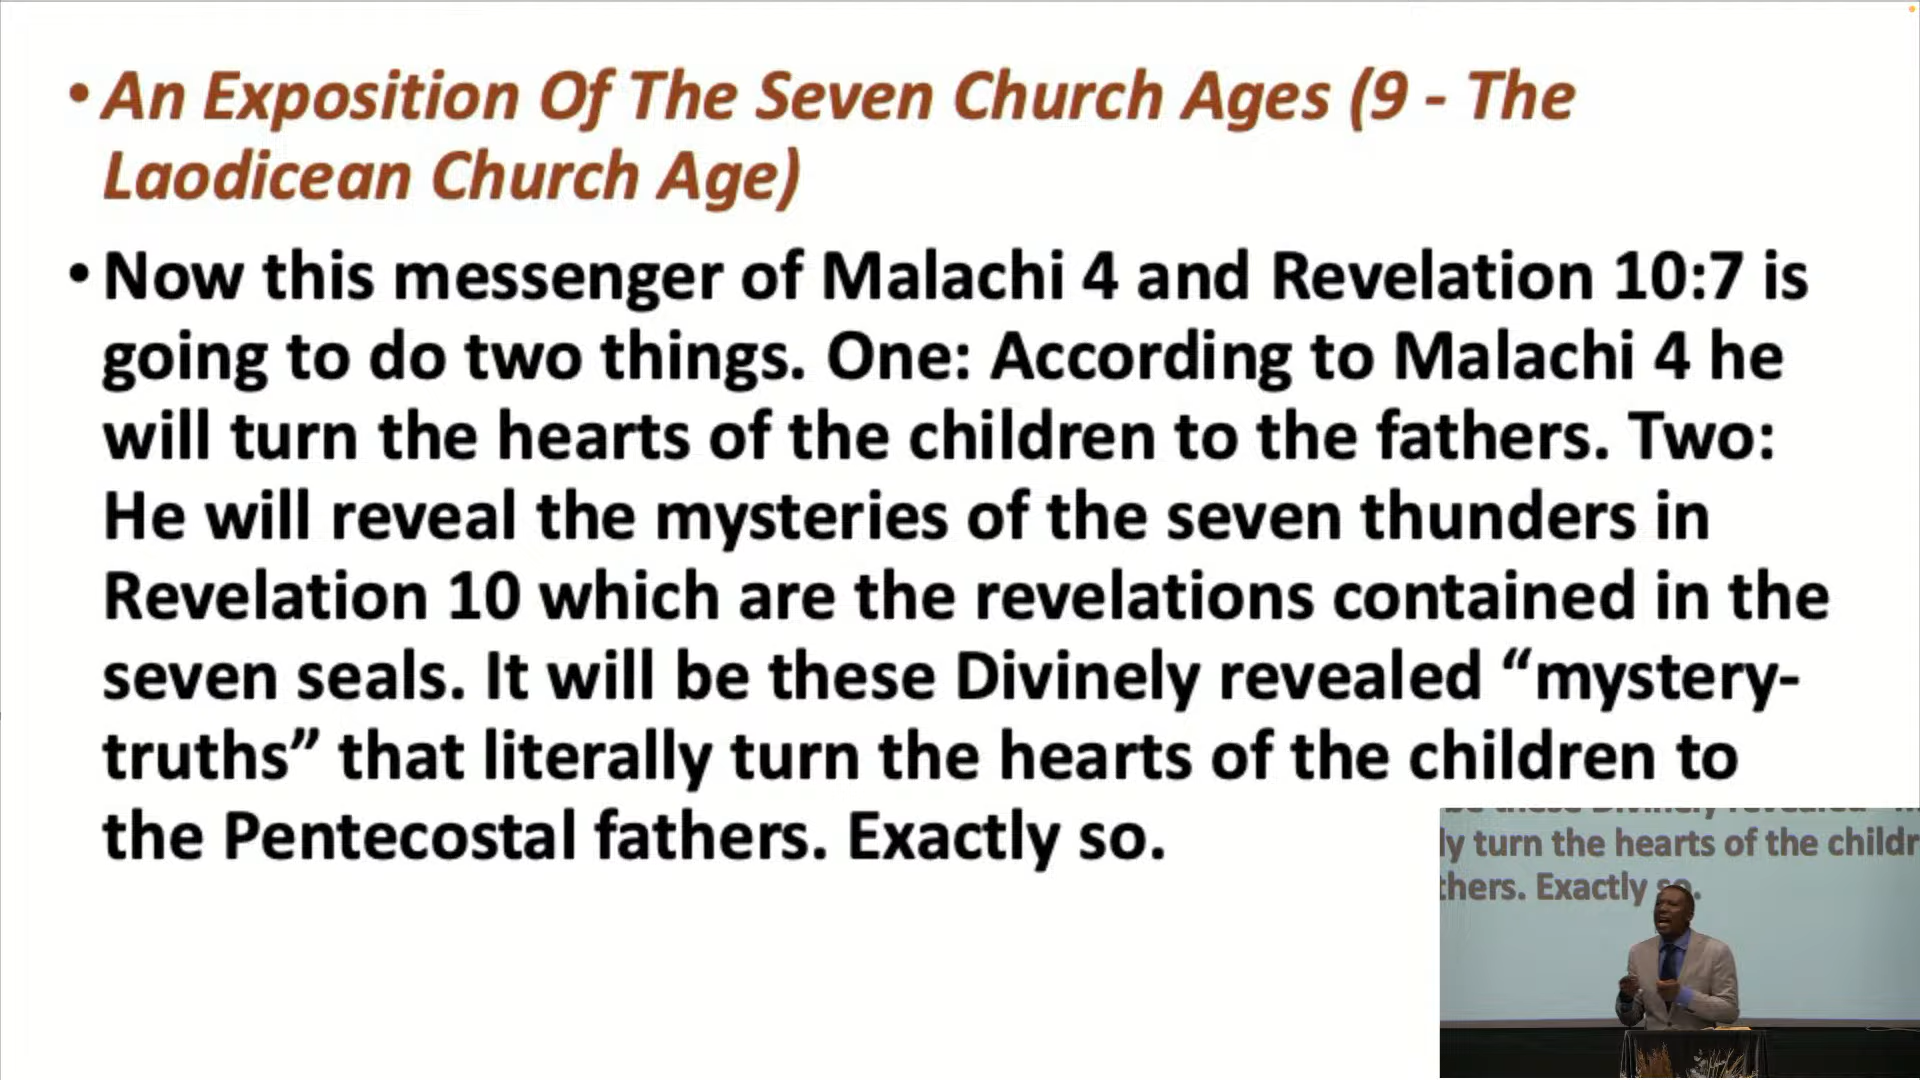 • An Exposition Of The Seven Church Ages (9 - The
Laodicean Church Age)
• Now this messenger of Malachi 4 and Revelation 10:7 is
going to do two things. One: According to Malachi 4 he
will turn the hearts of the children to the fathers. Two:
He will reveal the mysteries of the seven thunders in
Revelation 10 which are the revelations contained in the
seven seals. It will be these Divinely revealed “mystery-
truths” that literally turn the hearts of the children to
the Pentecostal fathers. Exactly so.
these Divinely revealed
ly turn the hearts of the childr
thers. Exactly so.